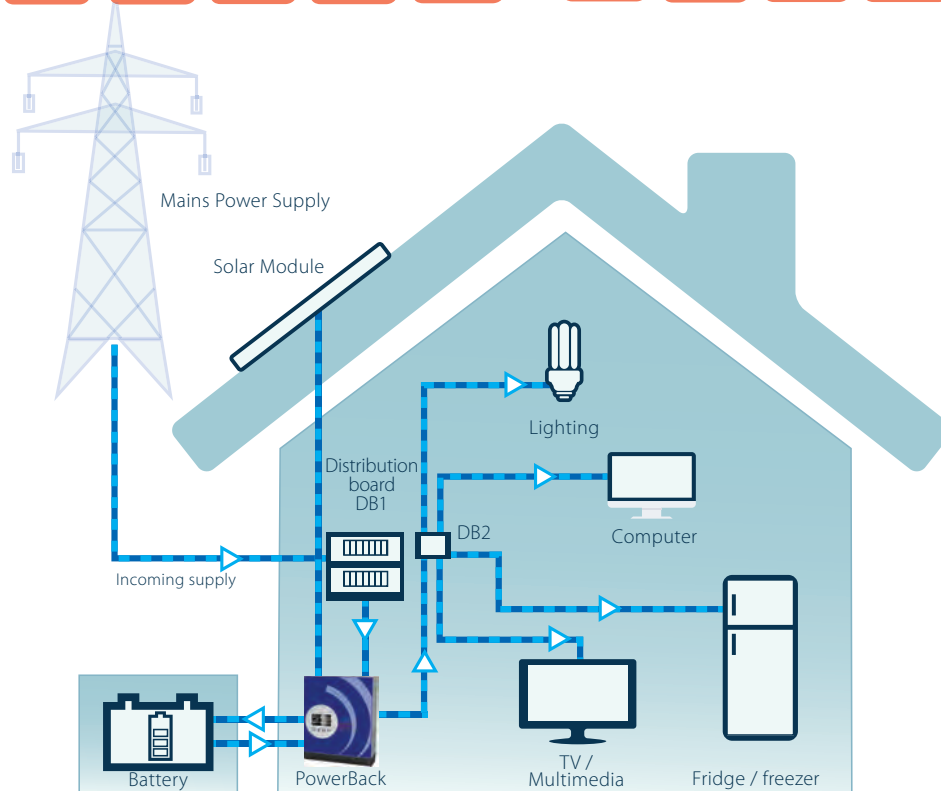 Mains Power Supply
Solar Module
Lighting
Distribution
board
DB1
Computer
DB2
Incoming supply
Battery
PowerBack
TV /
Multimedia
Fridge / freezer